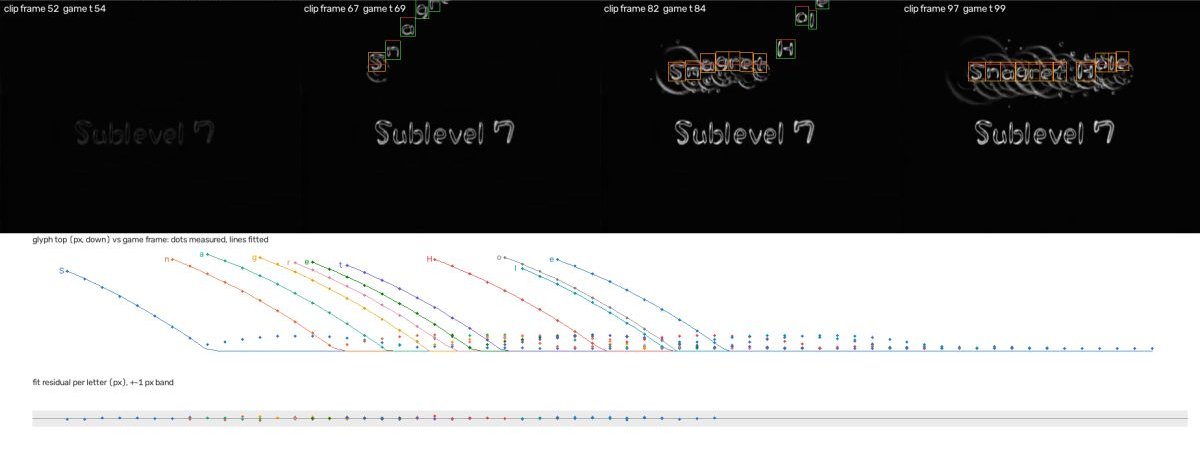 clip frame 52 game t 54
clip frame 67 game t 69
clip frame 82 game t 84
clip frame 97 game t 99
Sublevel 7
S n a g r
Sublevel 7
Snagret H o l e
Sublevel 7
Snagret Hole
Sublevel 7
glyph top (px, down) vs game frame: dots measured, lines fitted
S n a g r e t H o l e
fit residual per letter (px), +-1 px band